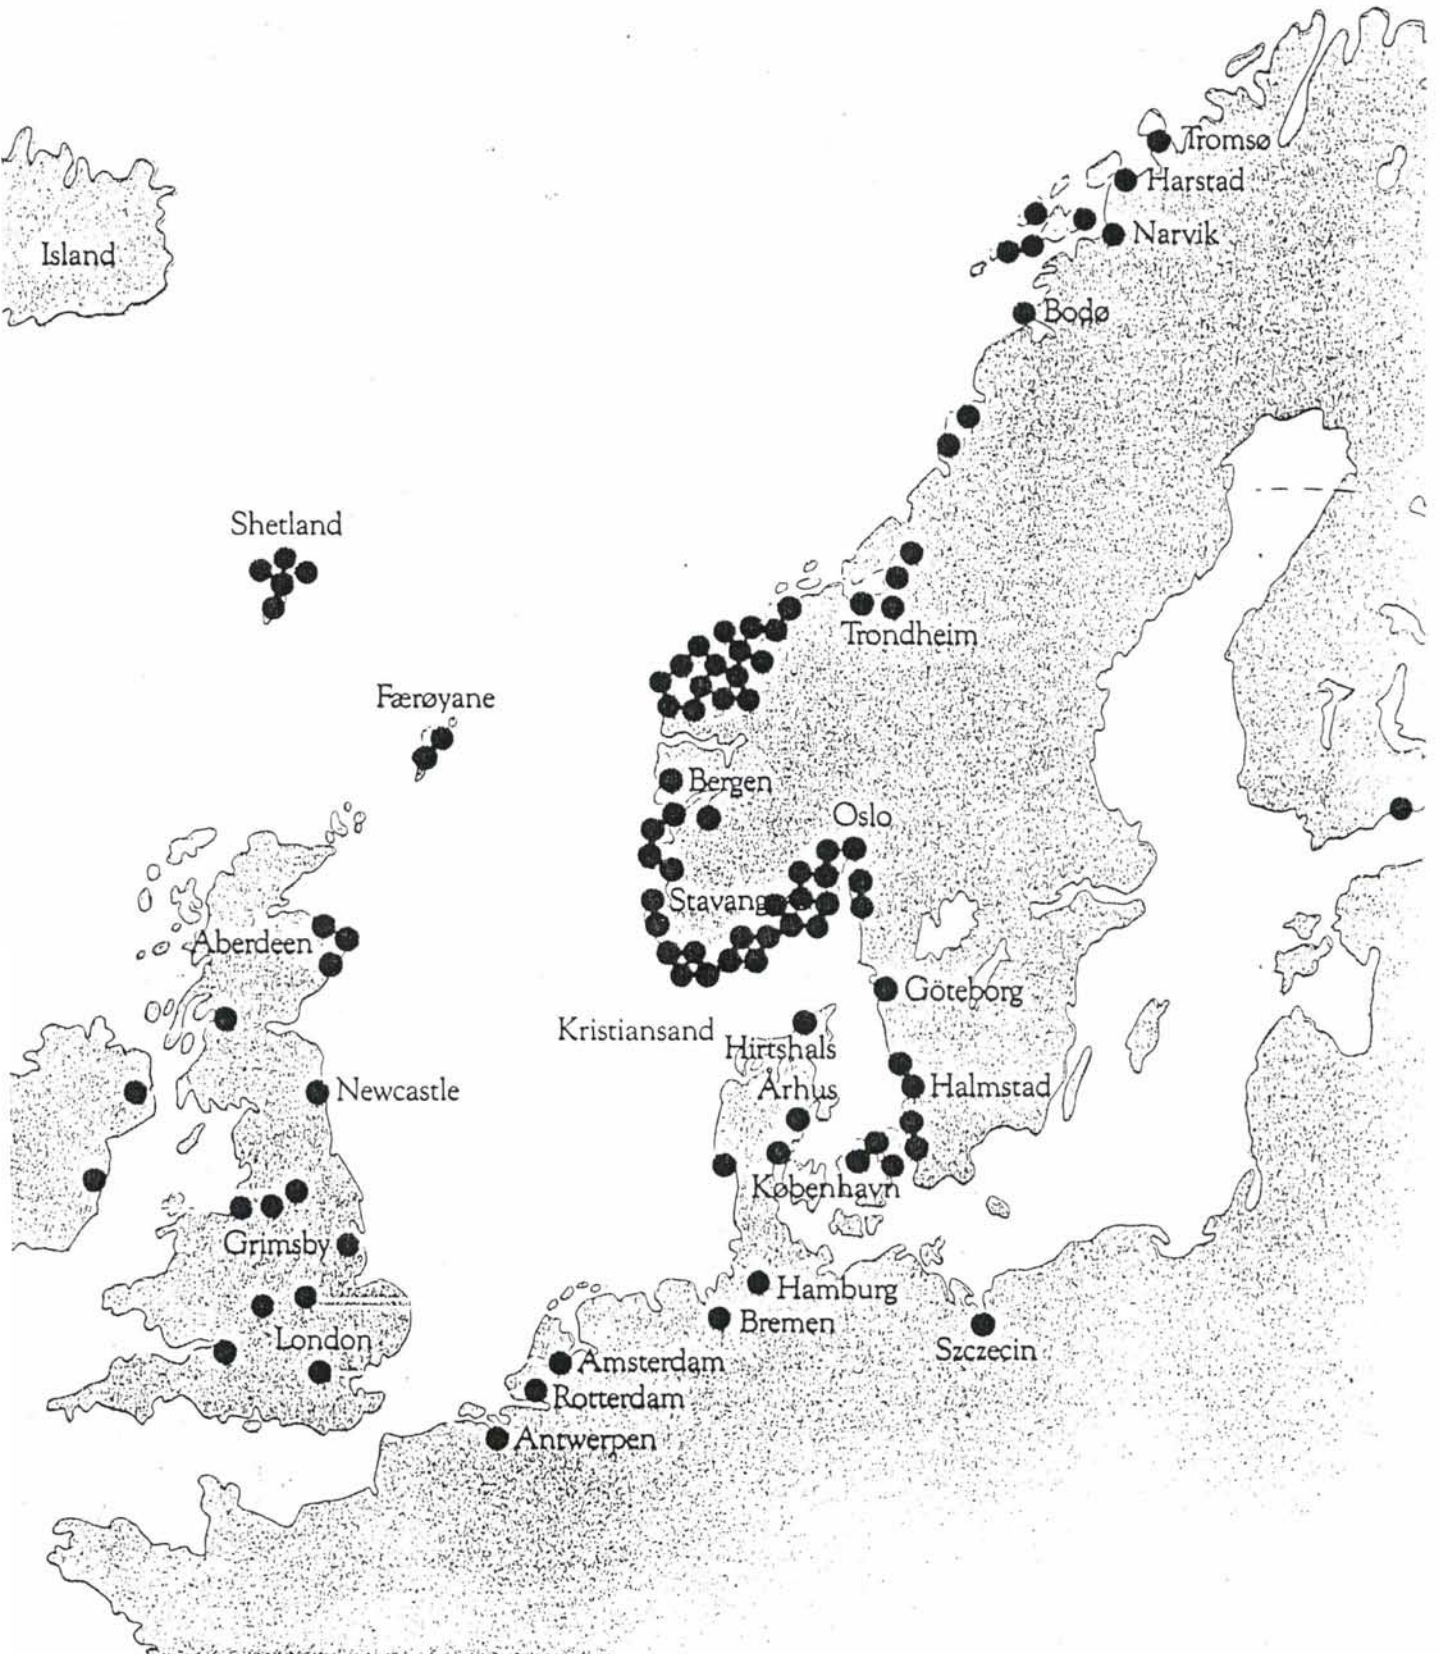 Tromsø
Harstad
Narvik
Island
Bodø
Shetland
Trondheim
Færøyane
Bergen
Oslo
Stavang
Aberdeen
Göteborg
Kristiansand
Hirtshals
Århus
Halmstad
Newcastle
København
Grimsby
Hamburg
Bremen
London
Szczecin
Amsterdam
Rotterdam
Antwerpen